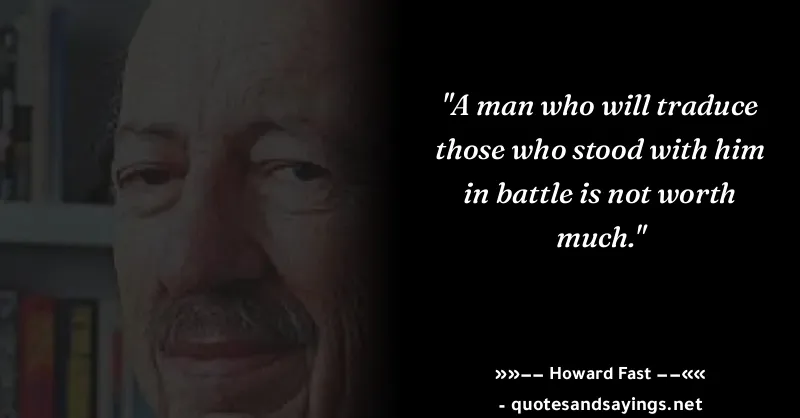 "A man who will traduce
those who stood with him
in battle is not worth
much."
»»–– Howard Fast ––««
- quotesandsayings.net